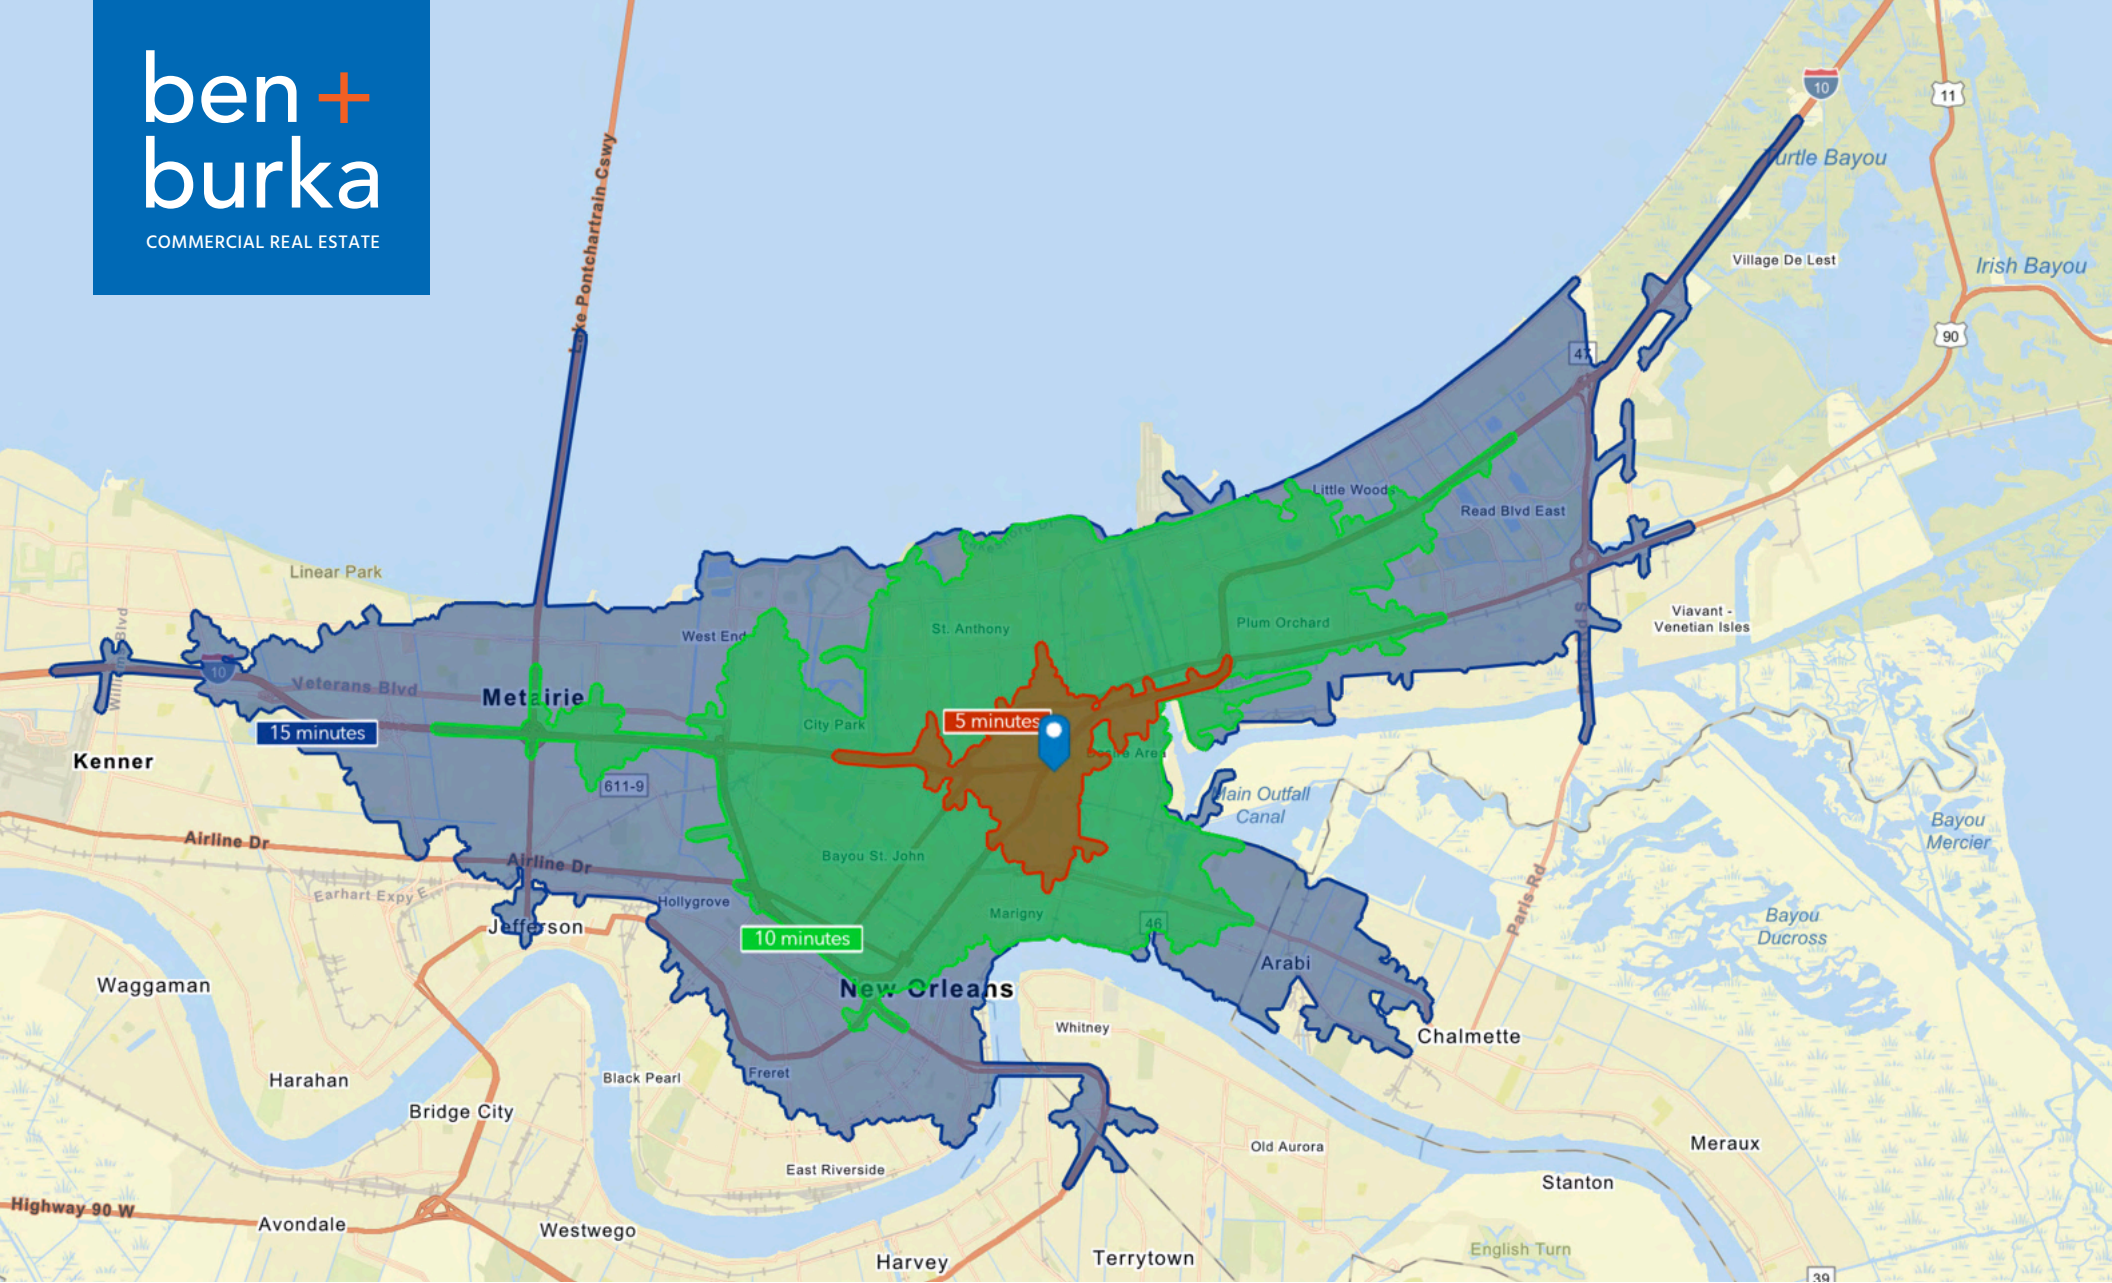 ben +
burka
COMMERCIAL REAL ESTATE
10
11
Lake Pontchartrain Cswy
Turtle Bayou
Village De Lest
Irish Bayou
90
47
Little Woods
Read Blvd East
Linear Park
Viavant -
Venetian Isles
West End
St. Anthony
Plum Orchard
10
Veterans Blvd
Metairie
City Park
5 minutes
15 minutes
Desire Area
Kenner
611-9
Main Outfall
Canal
Bayou
Mercier
Airline Dr
Airline Dr
Bayou St. John
Earhart Expy E
Hollygrove
Marigny
46
Paris Rd
Bayou
Ducross
Jefferson
10 minutes
Arabi
Waggaman
New Orleans
Whitney
Chalmette
Harahan
Black Pearl
Freret
Bridge City
Old Aurora
Meraux
East Riverside
Stanton
Highway 90 W
Avondale
Westwego
Harvey
Terrytown
English Turn
39